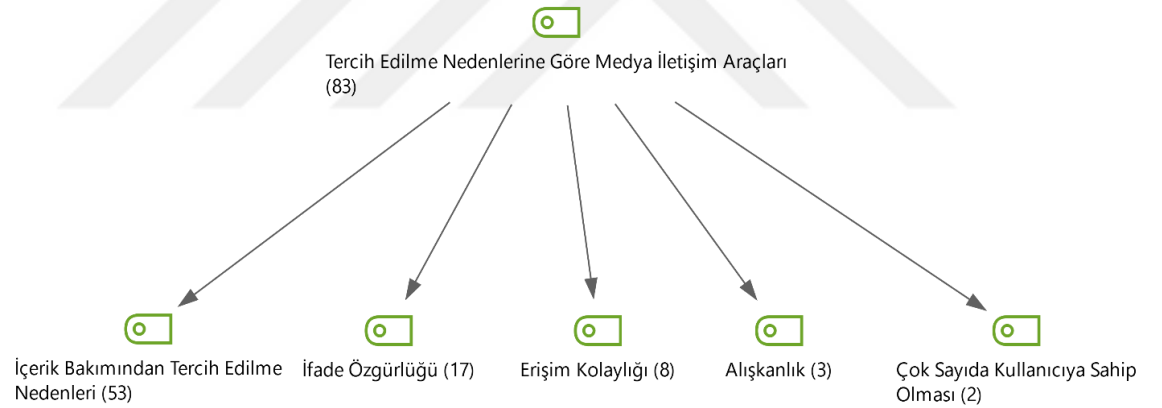 Tercih Edilme Nedenlerine Göre Medya İletişim Araçları
(83)
İçerik Bakımından Tercih Edilme
Nedenleri (53)
İfade Özgürlüğü (17)
Erişim Kolaylığı (8)
Alışkanlık (3)
Çok Sayıda Kullanıcıya Sahip
Olması (2)